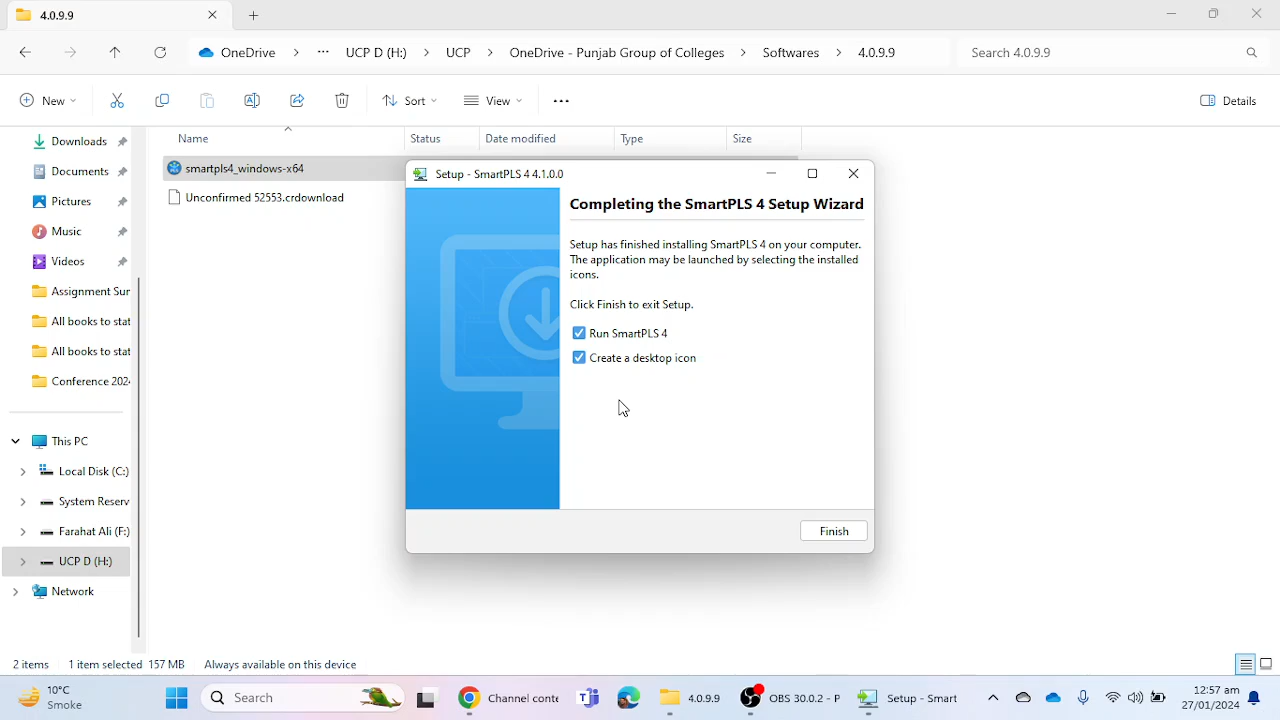 4.0.9.9
OneDrive > ... UCP D (H:) > UCP > OneDrive - Punjab Group of Colleges > Softwares > 4.0.9.9
Search 4.0.9.9
New
Sort
View
...
Details
Name
Status
Date modified
Type
Size
Downloads
Documents
Pictures
Music
Videos
Assignment Sur
All books to stat
All books to stat
Conference 202
This PC
Local Disk (C:)
System Reserv
Farahat Ali (F:)
UCP D (H:)
Network
smartpls4_windows-x64
Unconfirmed 52553.crdownload
Setup - SmartPLS 4 4.1.0.0
Completing the SmartPLS 4 Setup Wizard
Setup has finished installing SmartPLS 4 on your computer.
The application may be launched by selecting the installed
icons.
Click Finish to exit Setup.
Run SmartPLS 4
Create a desktop icon
Finish
2 items
1 item selected 157 MB
Always available on this device
10°C
Smoke
Search
Channel conte
4.0.9.9
OBS 30.0.2 - P
Setup - Smart
12:57 am
27/01/2024